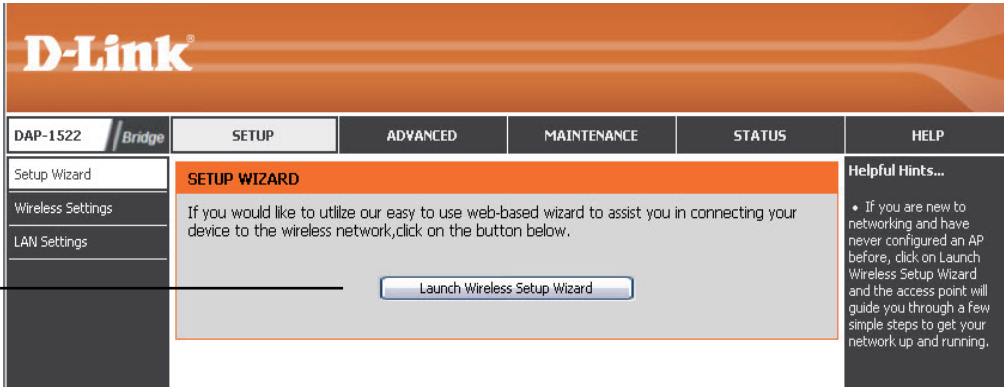 D-Link®
DAP-1522
Bridge
SETUP
ADVANCED
MAINTENANCE
STATUS
HELP
Setup Wizard
Wireless Settings
LAN Settings
SETUP WIZARD
If you would like to utlilze our easy to use web-based wizard to assist you in connecting your
device to the wireless network,click on the button below.
Launch Wireless Setup Wizard
Helpful Hints...
• If you are new to
networking and have
never configured an AP
before, click on Launch
Wireless Setup Wizard
and the access point will
guide you through a few
simple steps to get your
network up and running.